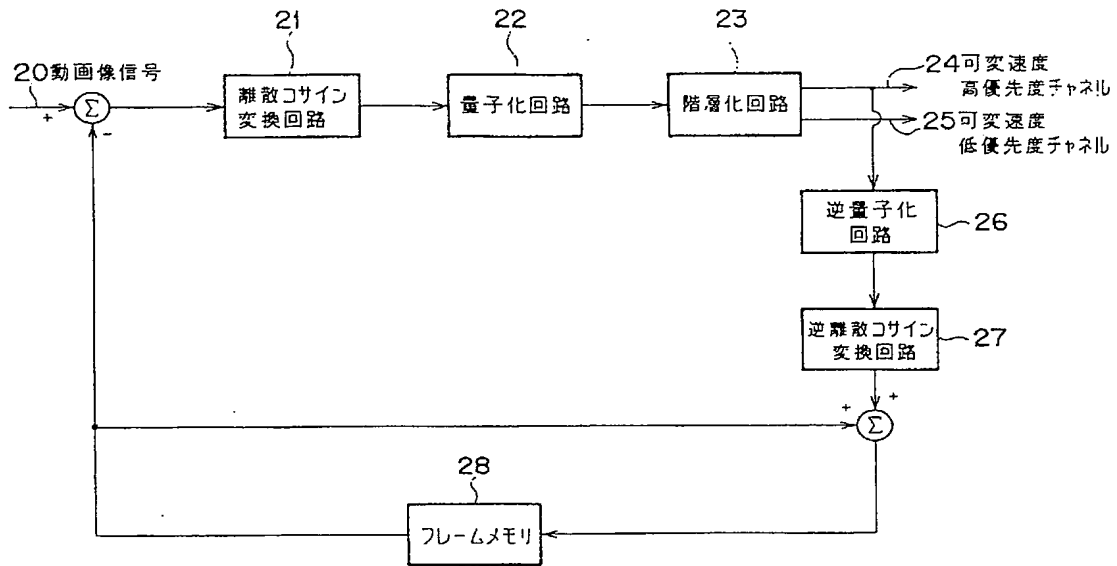 21
22
23
20動画像信号
+
Σ
-
離散コサイン
変換回路
量子化回路
階層化回路
24可変速度
高優先度チャネル
25可変速度
低優先度チャネル
逆量子化
回路
26
逆離散コサイン
変換回路
27
+
+
Σ
28
フレームメモリ